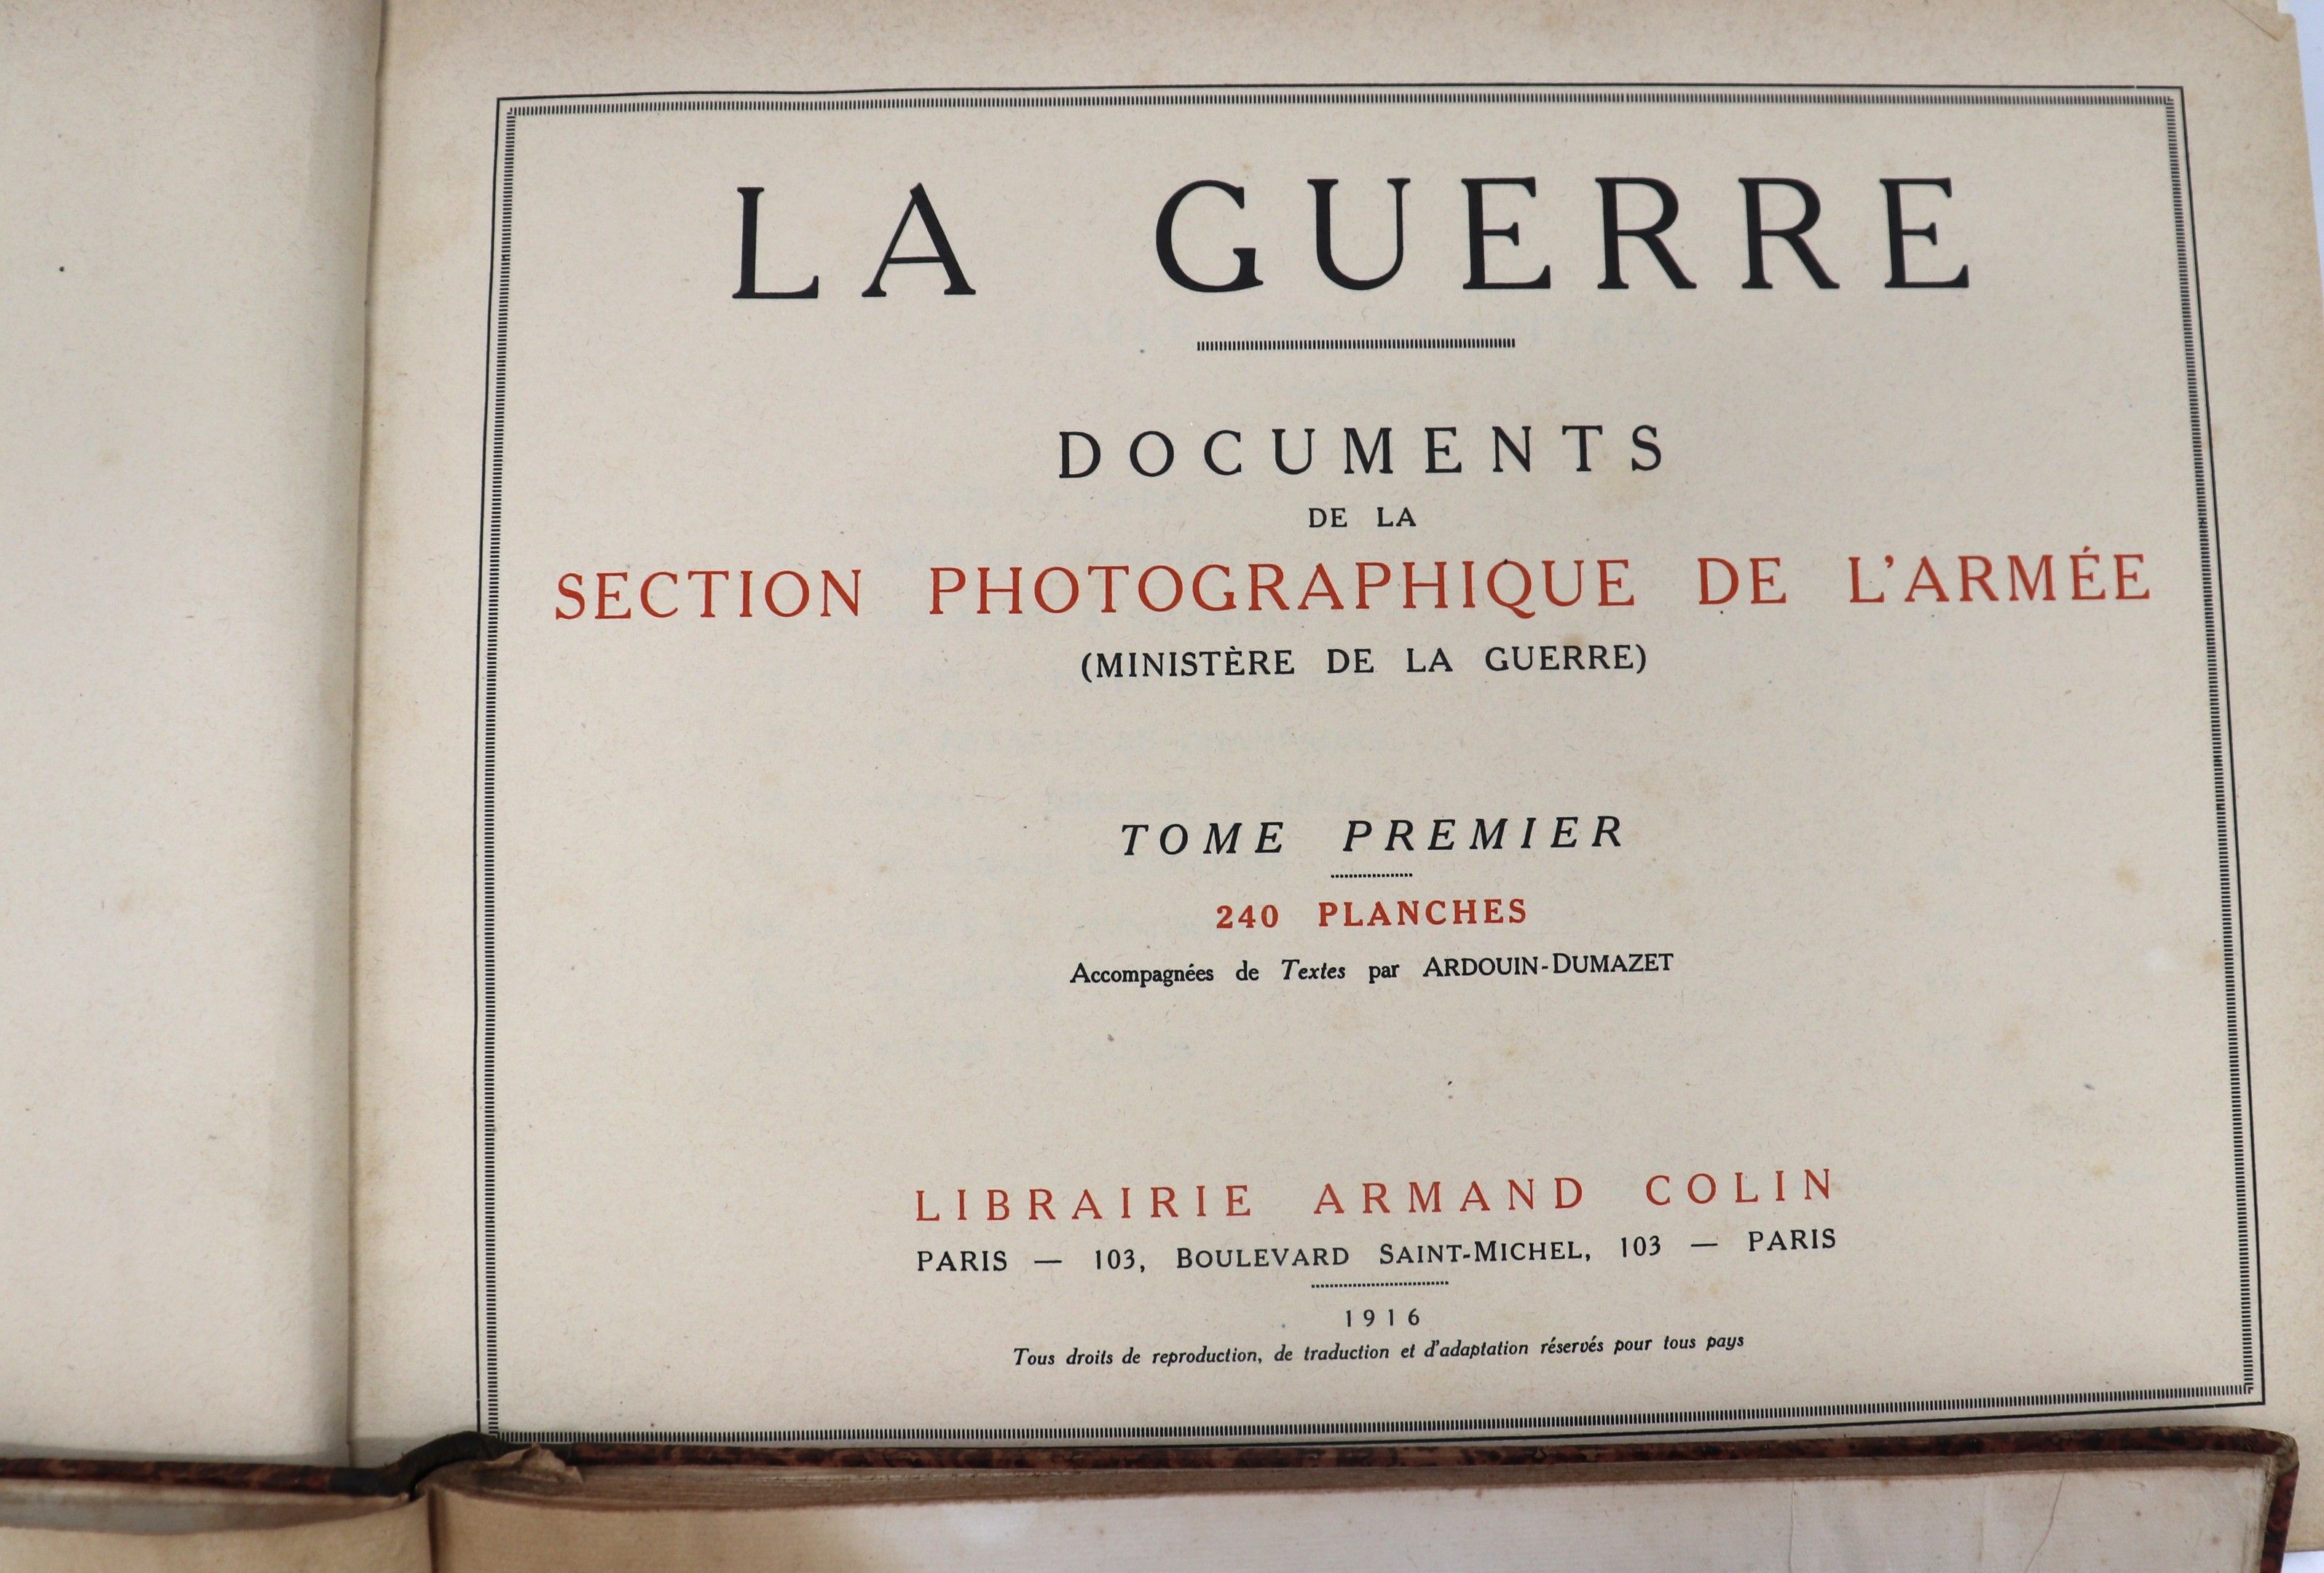 LA GUERRE
DOCUMENTS
DE LA
SECTION PHOTOGRAPHIQUE DE L'ARMÉE
(MINISTÈRE DE LA GUERRE)
TOME PREMIER
240 PLANCHES
Accompagnées de Textes par ARDOUIN-DUMAZET
LIBRAIRIE ARMAND COLIN
PARIS — 103, BOULEVARD SAINT-MICHEL, 103 — PARIS
1916
Tous droits de reproduction, de traduction et d'adaptation réservés pour tous pays